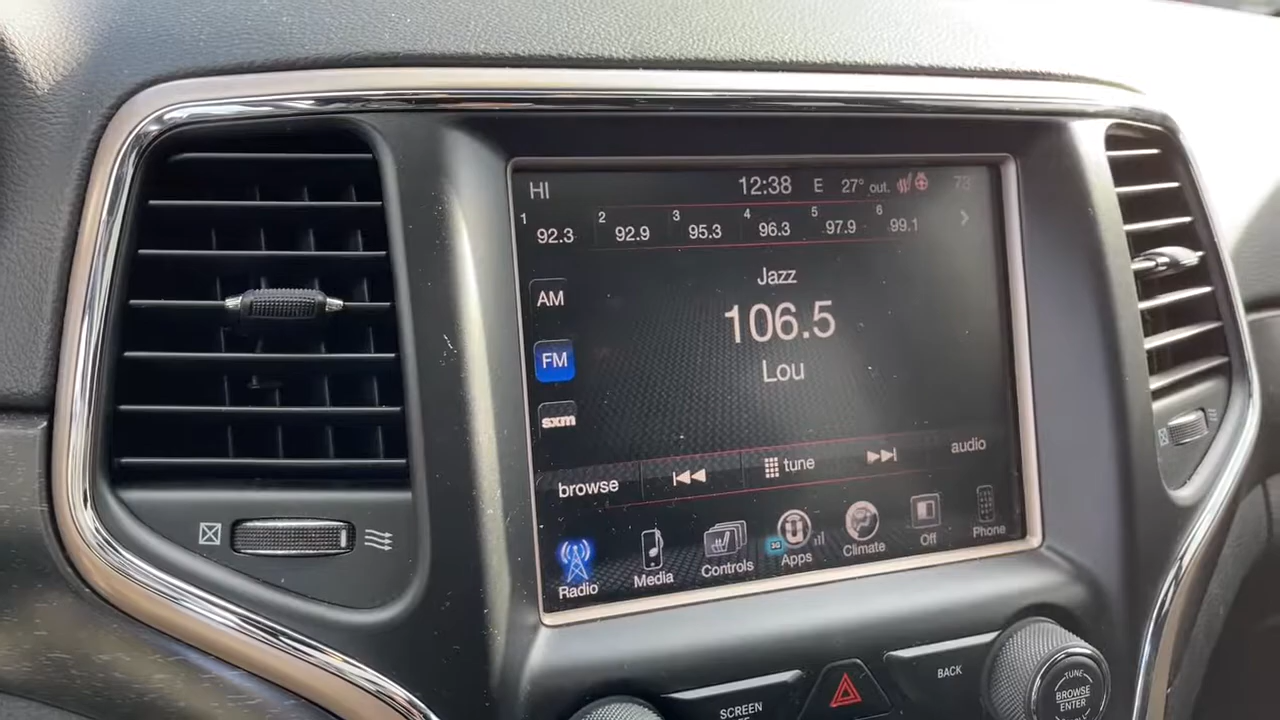 HI 12:38 E 27° out. 73
1 92.3 2 92.9 3 95.3 4 96.3 5 97.9 6 99.1
Jazz
AM
106.5
FM
Lou
sxm
browse tune audio
Radio Media Controls 3G Apps Climate Off Phone
SCREEN
BACK
TUNE
BROWSE
ENTER